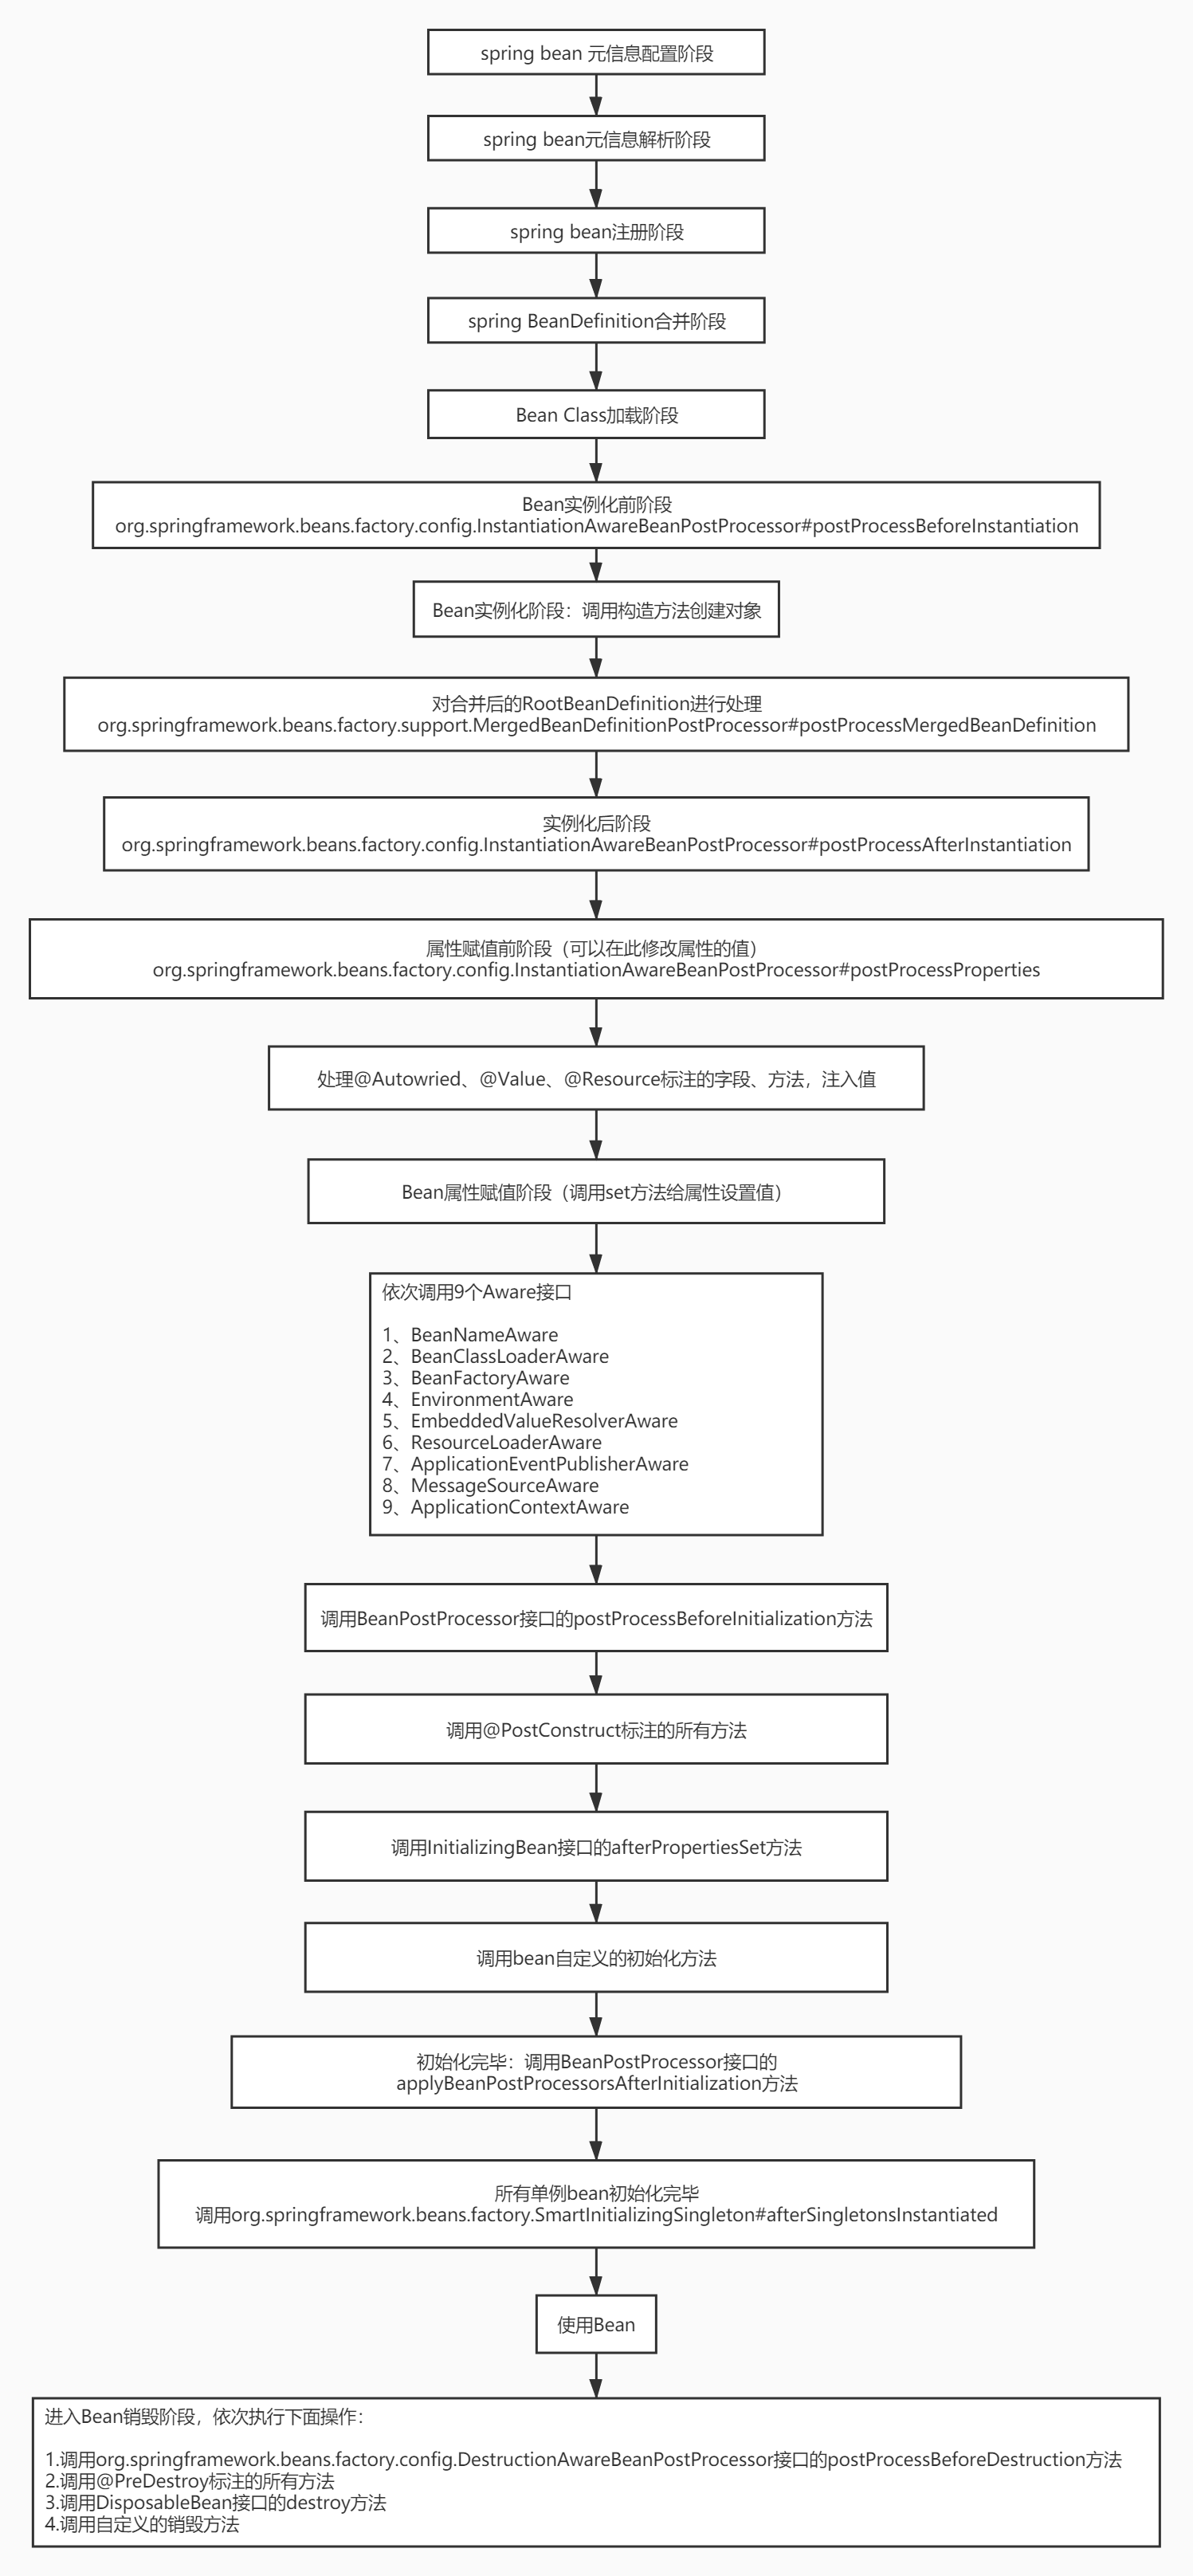 spring bean 元信息配置阶段
spring bean元信息解析阶段
spring bean注册阶段
spring BeanDefinition合并阶段
Bean Class加载阶段
Bean实例化前阶段
org.springframework.beans.factory.config.InstantiationAwareBeanPostProcessor#postProcessBeforeInstantiation
Bean实例化阶段：调用构造方法创建对象
对合并后的RootBeanDefinition进行处理
org.springframework.beans.factory.support.MergedBeanDefinitionPostProcessor#postProcessMergedBeanDefinition
实例化后阶段
org.springframework.beans.factory.config.InstantiationAwareBeanPostProcessor#postProcessAfterInstantiation
属性赋值前阶段（可以在此修改属性的值）
org.springframework.beans.factory.config.InstantiationAwareBeanPostProcessor#postProcessProperties
处理@Autowried、@Value、@Resource标注的字段、方法，注入值
Bean属性赋值阶段（调用set方法给属性设置值）
依次调用9个Aware接口
1、BeanNameAware
2、BeanClassLoaderAware
3、BeanFactoryAware
4、EnvironmentAware
5、EmbeddedValueResolverAware
6、ResourceLoaderAware
7、ApplicationEventPublisherAware
8、MessageSourceAware
9、ApplicationContextAware
调用BeanPostProcessor接口的postProcessBeforeInitialization方法
调用@PostConstruct标注的所有方法
调用InitializingBean接口的afterPropertiesSet方法
调用bean自定义的初始化方法
初始化完毕：调用BeanPostProcessor接口的
applyBeanPostProcessorsAfterInitialization方法
所有单例bean初始化完毕
调用org.springframework.beans.factory.SmartInitializingSingleton#afterSingletonsInstantiated
使用Bean
进入Bean销毁阶段，依次执行下面操作：
1.调用org.springframework.beans.factory.config.DestructionAwareBeanPostProcessor接口的postProcessBeforeDestruction方法
2.调用@PreDestroy标注的所有方法
3.调用DisposableBean接口的destroy方法
4.调用自定义的销毁方法